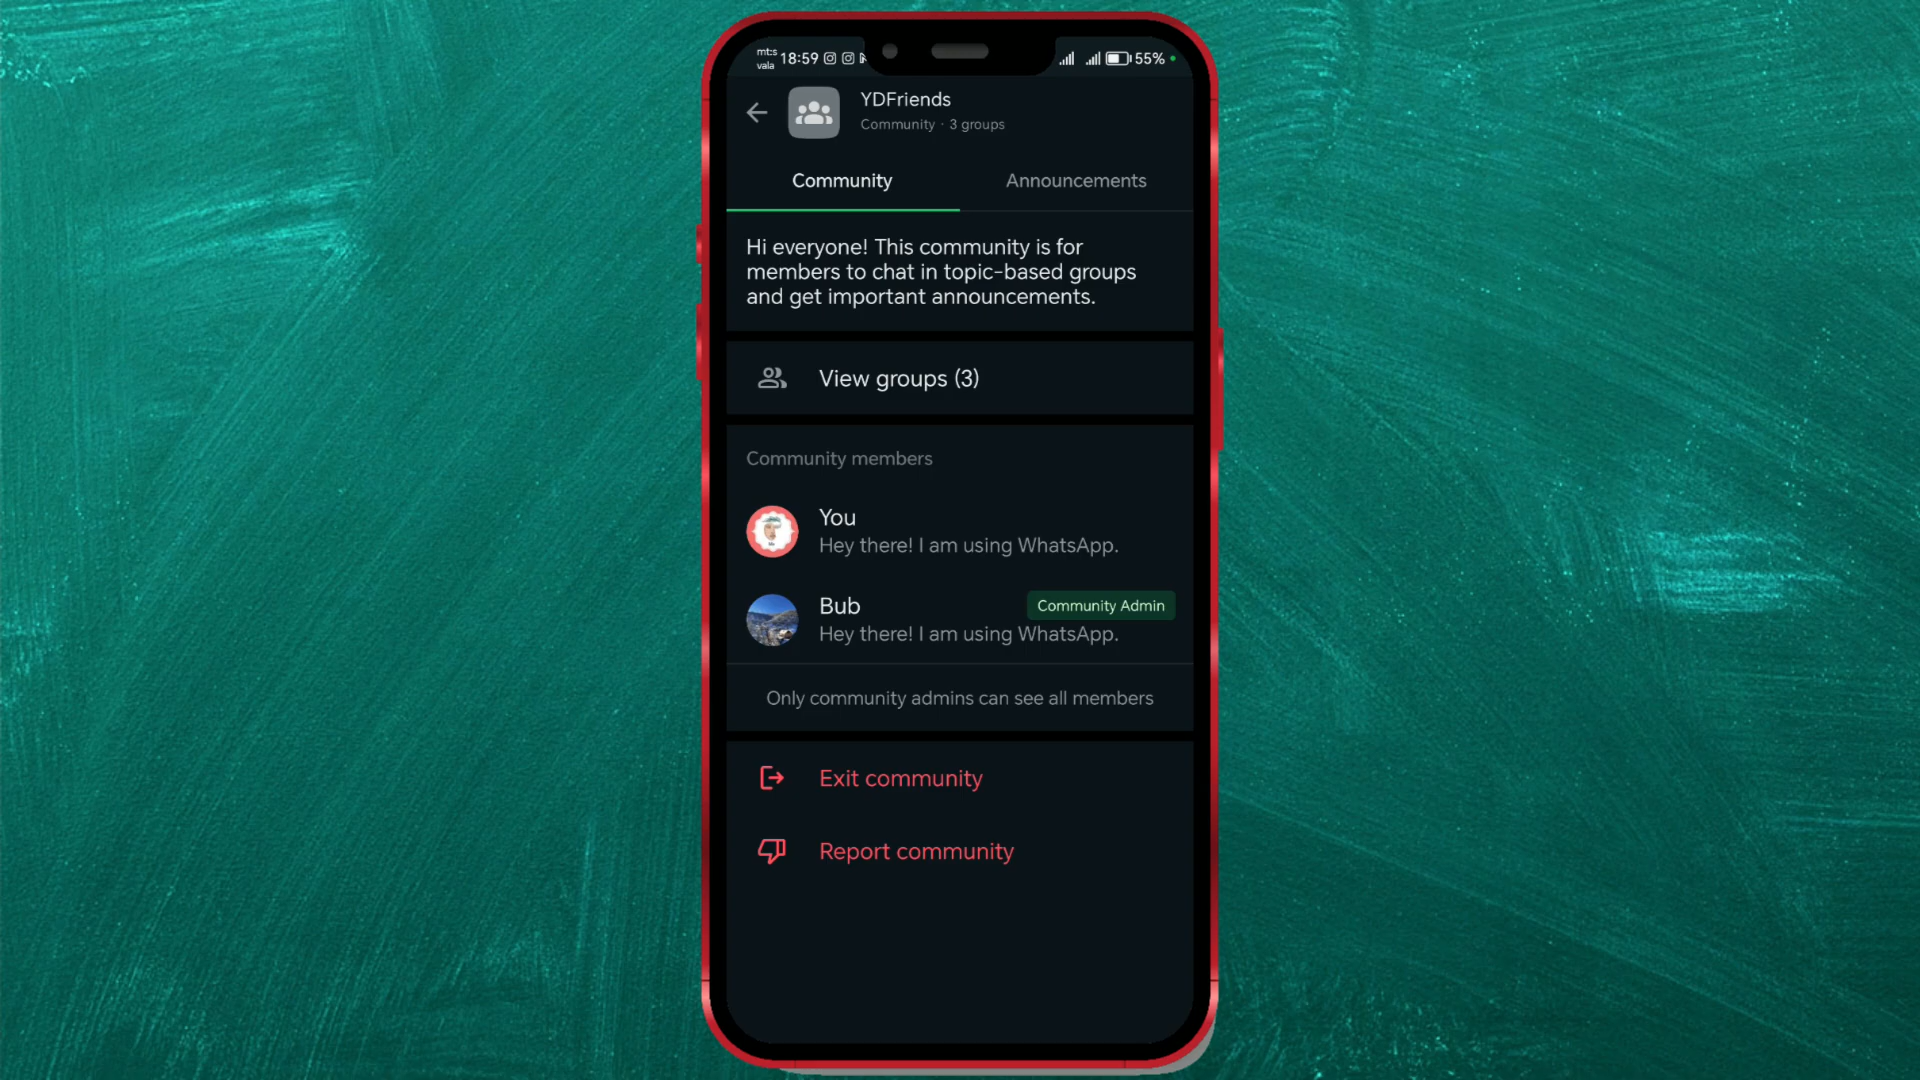 mt:s
vala
18:59
55%
YDFriends
Community · 3 groups
Community
Announcements
Hi everyone! This community is for
members to chat in topic-based groups
and get important announcements.
View groups (3)
Community members
You
Hey there! I am using WhatsApp.
Bub
Community Admin
Hey there! I am using WhatsApp.
Only community admins can see all members
Exit community
Report community